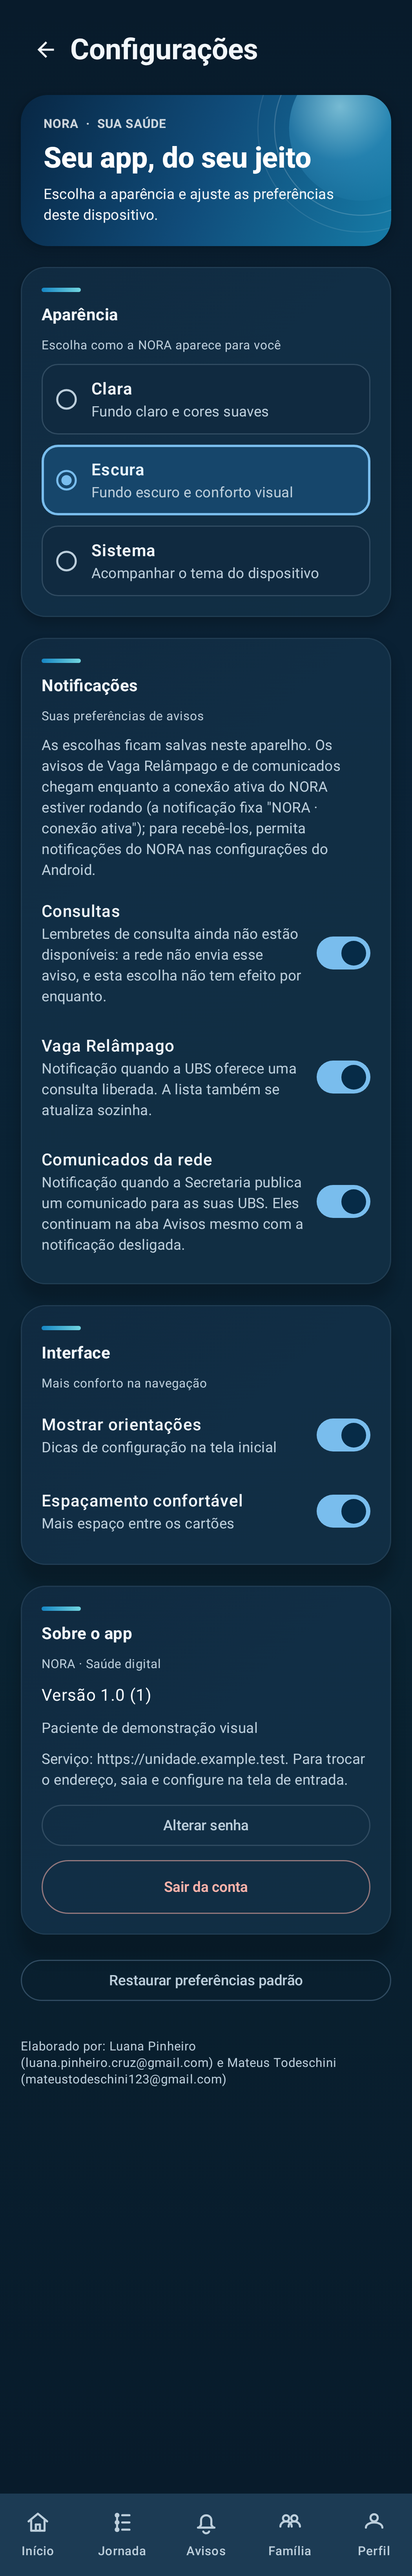 Configurações
NORA · SUA SAÚDE
Seu app, do seu jeito
Escolha a aparência e ajuste as preferências
deste dispositivo.
Aparência
Escolha como a NORA aparece para você
Clara
Fundo claro e cores suaves
Escura
Fundo escuro e conforto visual
Sistema
Acompanhar o tema do dispositivo
Notificações
Suas preferências de avisos
As escolhas ficam salvas neste aparelho. Os
avisos de Vaga Relâmpago e de comunicados
chegam enquanto a conexão ativa do NORA
estiver rodando (a notificação fixa "NORA ·
conexão ativa"); para recebê-los, permita
notificações do NORA nas configurações do
Android.
Consultas
Lembretes de consulta ainda não estão
disponíveis: a rede não envia esse
aviso, e esta escolha não tem efeito por
enquanto.
Vaga Relâmpago
Notificação quando a UBS oferece uma
consulta liberada. A lista também se
atualiza sozinha.
Comunicados da rede
Notificação quando a Secretaria publica
um comunicado para as suas UBS. Eles
continuam na aba Avisos mesmo com a
notificação desligada.
Interface
Mais conforto na navegação
Mostrar orientações
Dicas de configuração na tela inicial
Espaçamento confortável
Mais espaço entre os cartões
Sobre o app
NORA · Saúde digital
Versão 1.0 (1)
Paciente de demonstração visual
Serviço: https://unidade.example.test. Para trocar
o endereço, saia e configure na tela de entrada.
Alterar senha
Sair da conta
Restaurar preferências padrão
Elaborado por: Luana Pinheiro
(luana.pinheiro.cruz@gmail.com) e Mateus Todeschini
(mateustodeschini123@gmail.com)
Início
Jornada
Avisos
Família
Perfil